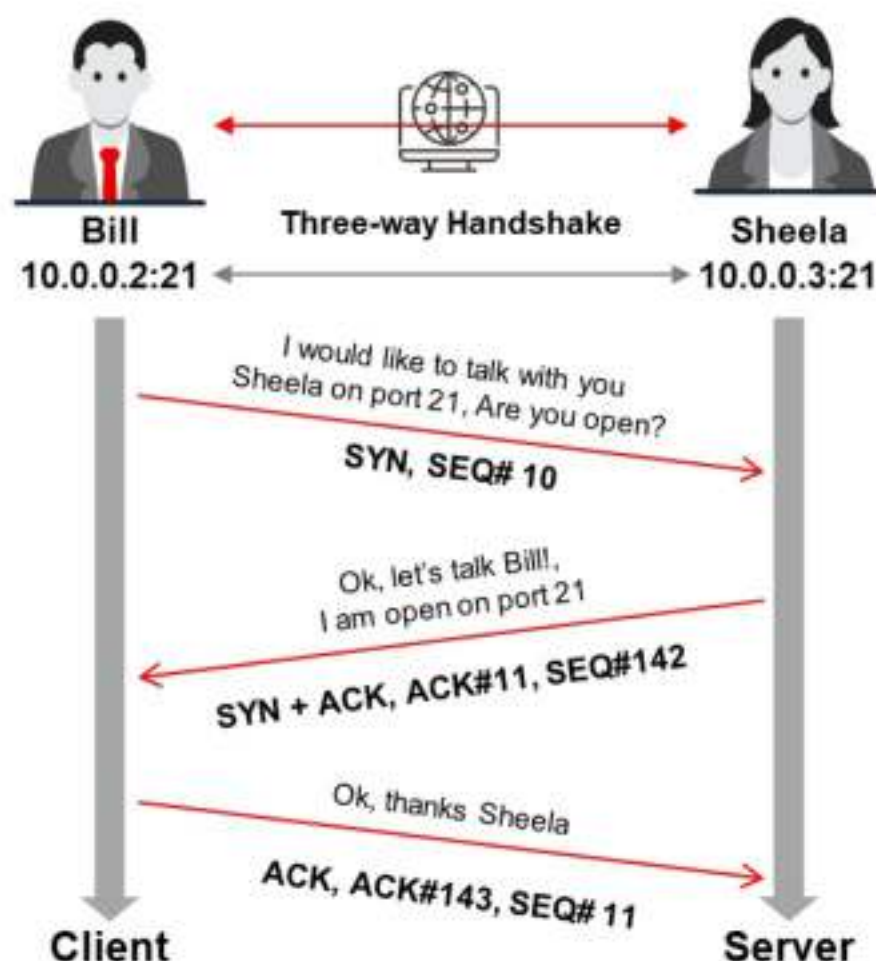 Bill
10.0.0.2:21
Three-way Handshake
Sheela
10.0.0.3:21
I would like to talk with you
Sheela on port 21, Are you open?
SYN, SEQ# 10
Ok, let's talk Bill!,
I am open on port 21
SYN + ACK, ACK#11, SEQ#142
Ok, thanks Sheela
ACK, ACK#143, SEQ# 11
Client
Server